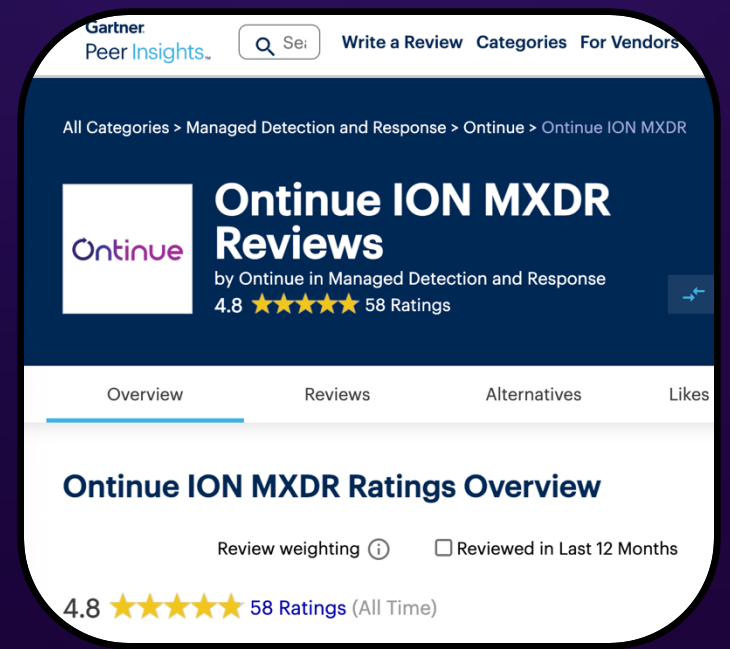 Gartner
Peer Insights™
Write a Review Categories For Vendors
All Categories > Managed Detection and Response > Ontinue > Ontinue ION MXDR
Ontinue
Ontinue ION MXDR
Reviews
by Ontinue in Managed Detection and Response
4.8 58 Ratings
Overview Reviews Alternatives Likes
Ontinue ION MXDR Ratings Overview
Review weighting Reviewed in Last 12 Months
4.8 58 Ratings (All Time)